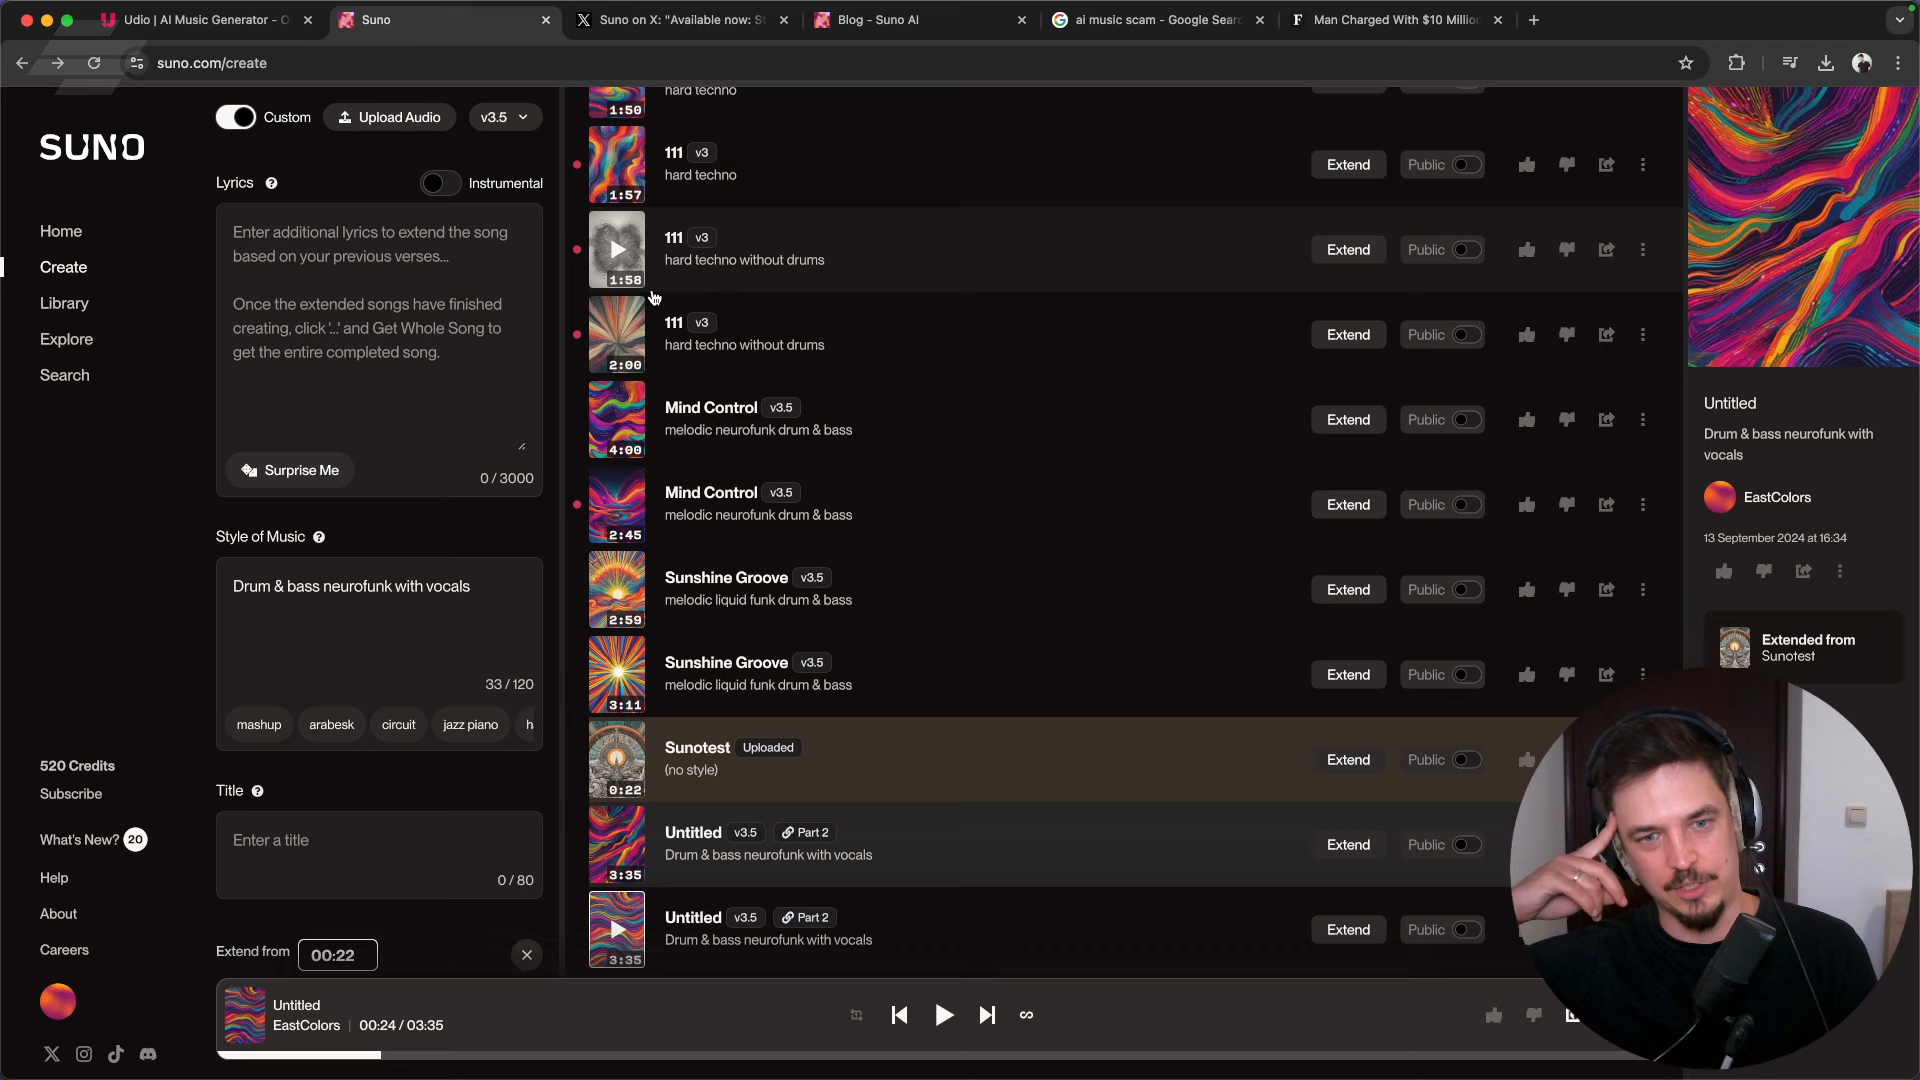 Udio | AI Music Generator - O
Suno
Suno on X: "Available now: St
Blog - Suno AI
ai music scam - Google Searc
Man Charged With $10 Million
suno.com/create
SUNO
Home
Create
Library
Explore
Search
520 Credits
Subscribe
What's New? 20
Help
About
Careers
Custom
Upload Audio
v3.5
Lyrics
Instrumental
Enter additional lyrics to extend the song
based on your previous verses...
Once the extended songs have finished
creating, click '...' and Get Whole Song to
get the entire completed song.
Surprise Me
0 / 3000
Style of Music
Drum & bass neurofunk with vocals
33 / 120
mashup arabesk circuit jazz piano h
Title
Enter a title
0 / 80
Extend from 00:22
hard techno
1:50
111 v3
hard techno
1:57
Extend Public
111 v3
hard techno without drums
1:58
Extend Public
111 v3
hard techno without drums
2:00
Extend Public
Mind Control v3.5
melodic neurofunk drum & bass
4:00
Extend Public
Mind Control v3.5
melodic neurofunk drum & bass
2:45
Extend Public
Sunshine Groove v3.5
melodic liquid funk drum & bass
2:59
Extend Public
Sunshine Groove v3.5
melodic liquid funk drum & bass
3:11
Extend Public
Sunotest Uploaded
(no style)
0:22
Extend Public
Untitled v3.5 Part 2
Drum & bass neurofunk with vocals
3:35
Extend Public
Untitled v3.5 Part 2
Drum & bass neurofunk with vocals
3:35
Extend Public
Untitled
Drum & bass neurofunk with
vocals
EastColors
13 September 2024 at 16:34
Extended from
Sunotest
Untitled
EastColors | 00:24 / 03:35